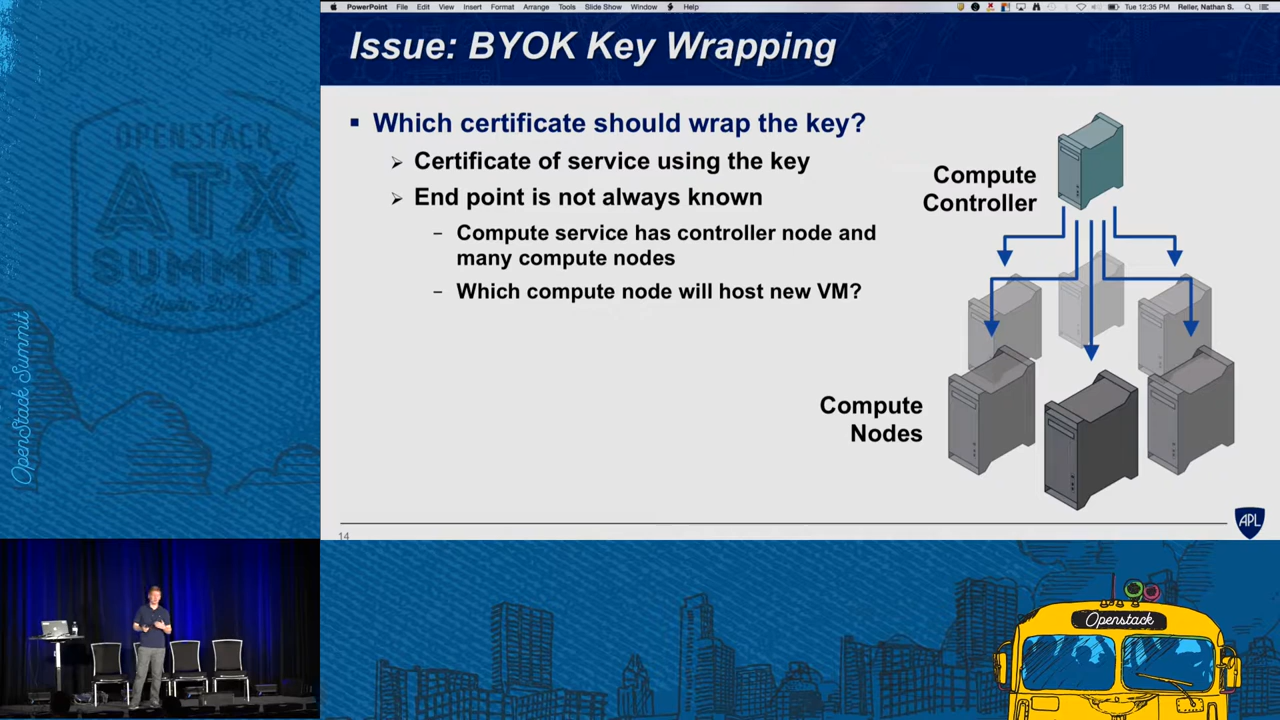 PowerPoint File Edit View Insert Format Arrange Tools Slide Show Window Help Tue 12:35 PM Reller, Nathan S.
Issue: BYOK Key Wrapping
▪ Which certificate should wrap the key?
➢ Certificate of service using the key
➢ End point is not always known
– Compute service has controller node and
many compute nodes
– Which compute node will host new VM?
Compute
Controller
Compute
Nodes
14
APL
OPENSTACK
ATX
SUMMIT
OpenStack Summit
Openstack